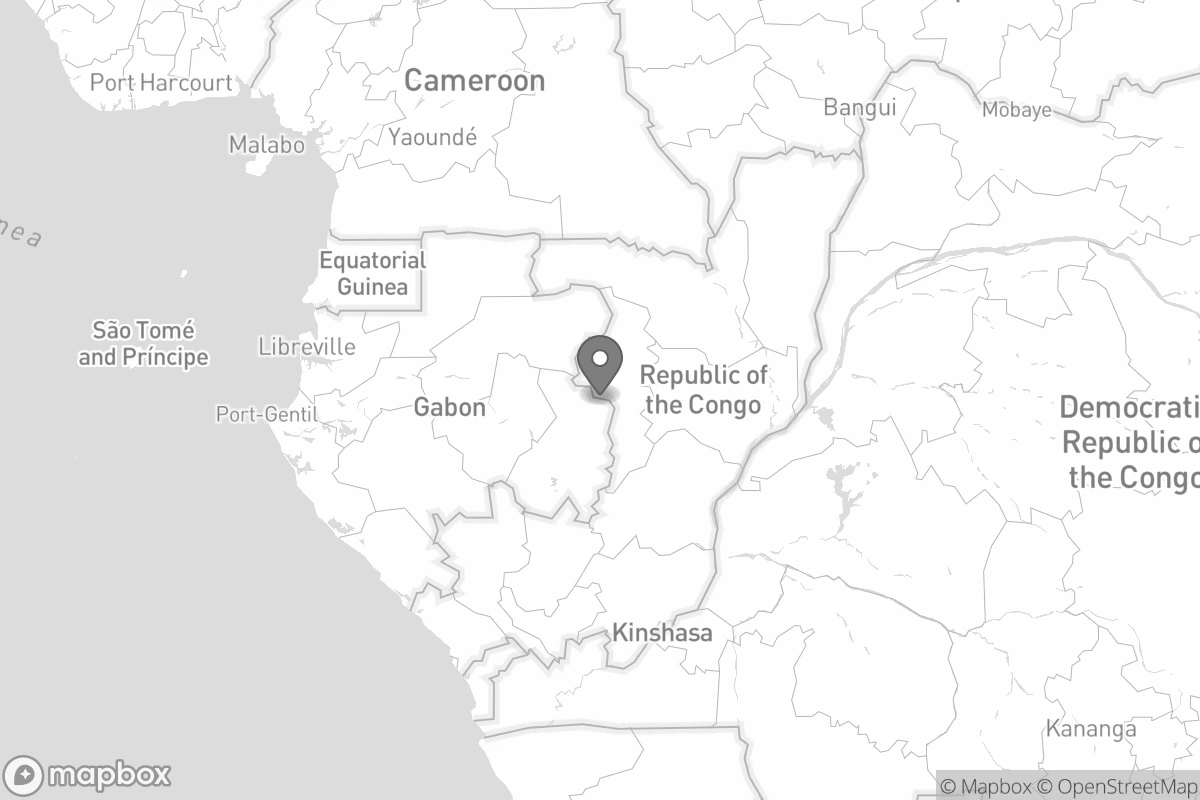 Port Harcourt
Cameroon
Bangui
Mobaye
Yaoundé
Malabo
Equatorial
Guinea
São Tomé
and Príncipe
Libreville
Republic of
the Congo
Port-Gentil
Gabon
Democrati
Republic o
the Congo
Kinshasa
Kananga
mapbox
© Mapbox © OpenStreetMap